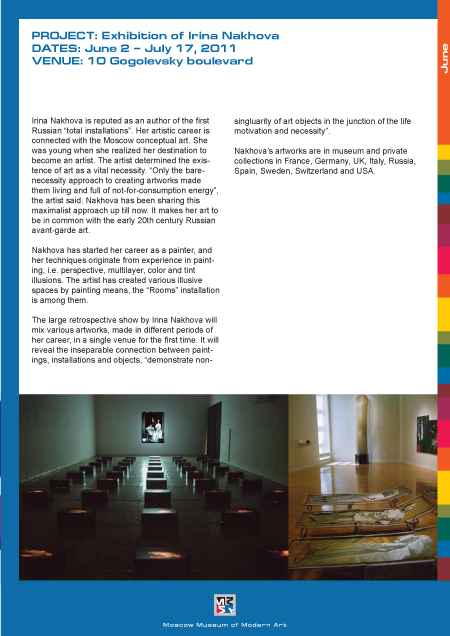 PROJECT: Exhibition of Irina Nakhova
DATES: June 2 – July 17, 2011
VENUE: 10 Gogolevsky boulevard
June
Irina Nakhova is reputed as an author of the first
Russian “total installations”. Her artistic career is
connected with the Moscow conceptual art. She
was young when she realized her destination to
become an artist. The artist determined the exis-
tence of art as a vital necessity. “Only the bare-
necessity approach to creating artworks made
them living and full of not-for-consumption energy”,
the artist said. Nakhova has been sharing this
maximalist approach up till now. It makes her art to
be in common with the early 20th century Russian
avant-garde art.
Nakhova has started her career as a painter, and
her techniques originate from experience in paint-
ing, i.e. perspective, multilayer, color and tint
illusions. The artist has created various illusive
spaces by painting means, the “Rooms” installation
is among them.
The large retrospective show by Irina Nakhova will
mix various artworks, made in different periods of
her career, in a single venue for the first time. It will
reveal the inseparable connection between paint-
ings, installations and objects, “demonstrate non-
singluarity of art objects in the junction of the life
motivation and necessity”.
Nakhova’s artworks are in museum and private
collections in France, Germany, UK, Italy, Russia,
Spain, Sweden, Switzerland and USA.
Moscow Museum of Modern Art